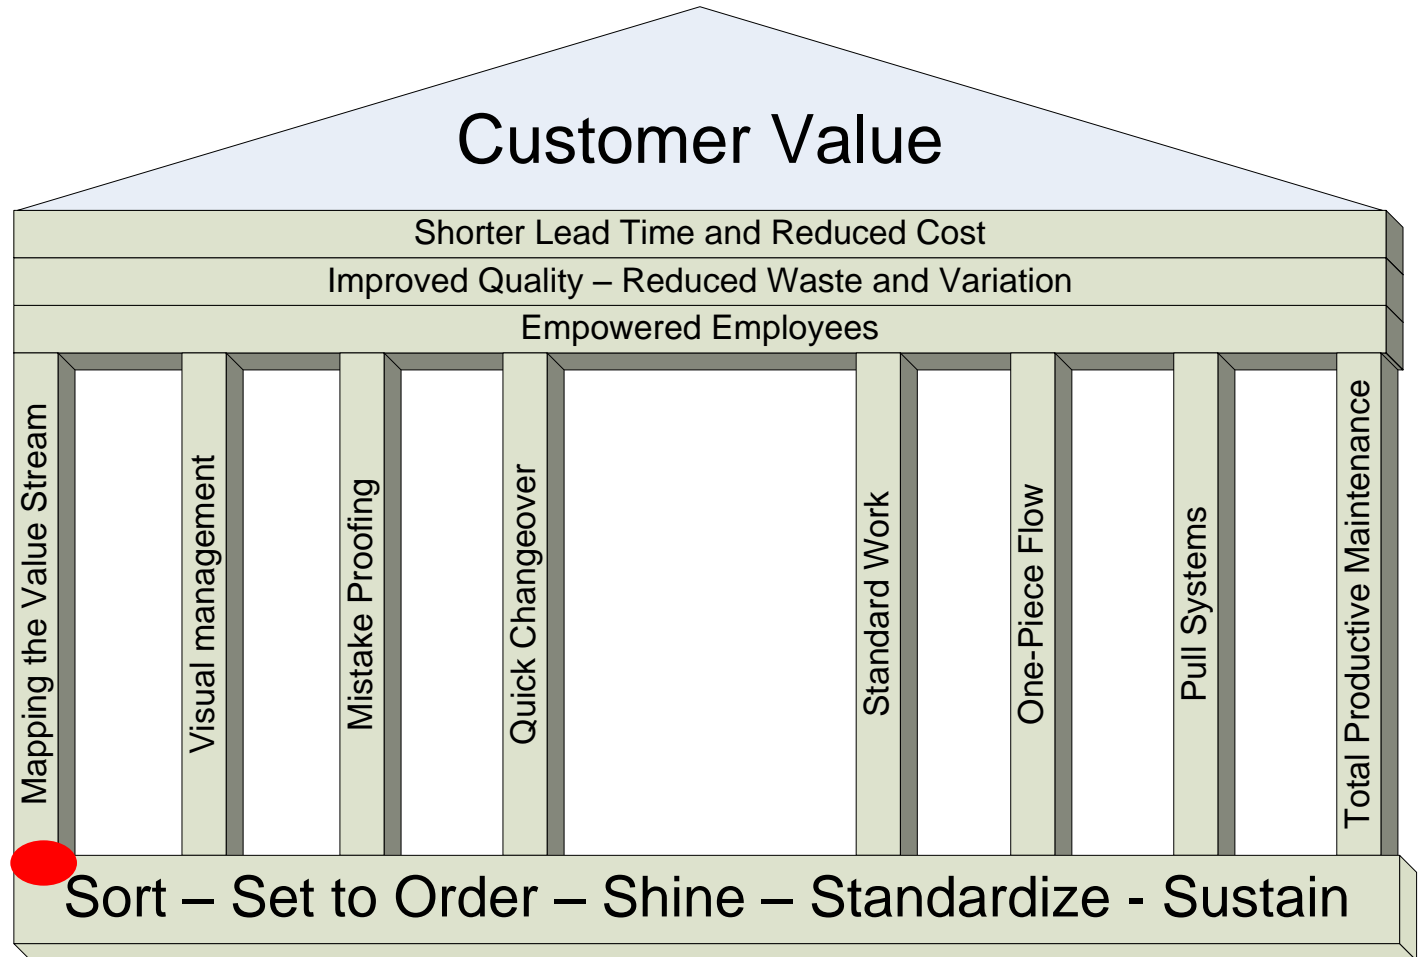 Customer Value
Shorter Lead Time and Reduced Cost
Improved Quality – Reduced Waste and Variation
Empowered Employees
Mapping the Value Stream
Visual management
Mistake Proofing
Quick Changeover
Standard Work
One-Piece Flow
Pull Systems
Total Productive Maintenance
Sort – Set to Order – Shine – Standardize - Sustain